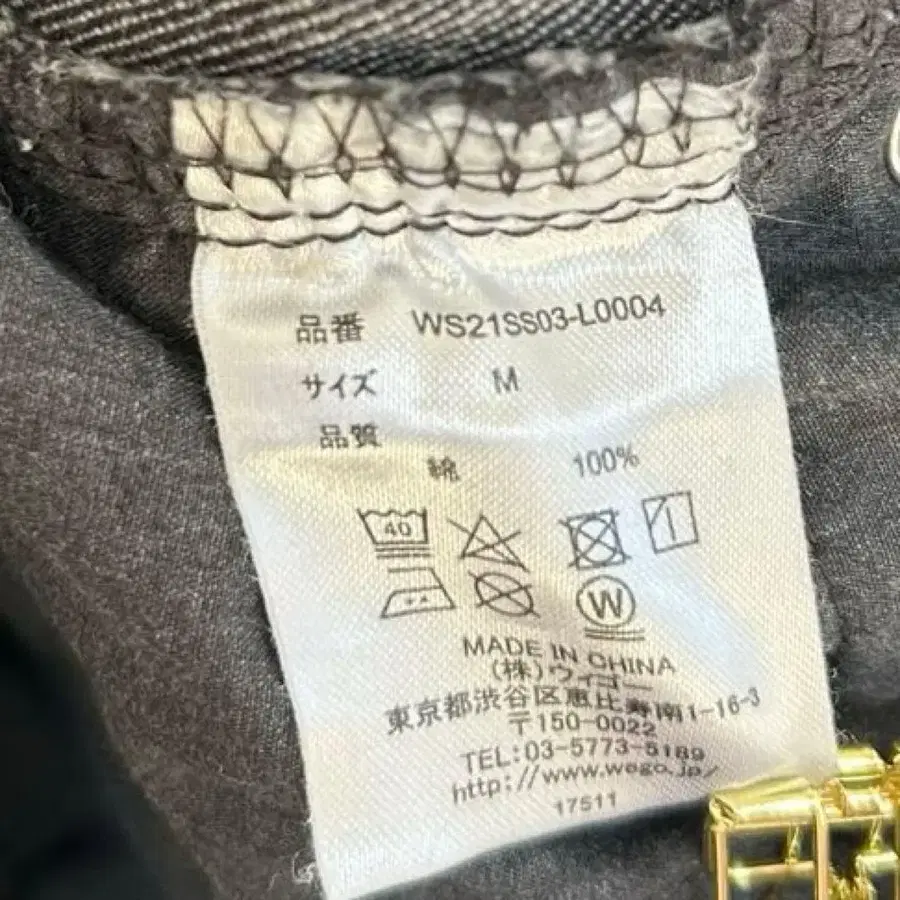 品番 WS21SS03-L0004
サイズ M
品質
綿 100%
40
W
MADE IN CHINA
(株)ウィゴー
東京都渋谷区恵比寿南1-16-3
〒150-0022
TEL:03-5773-5189
http://www.wego.jp/
17511